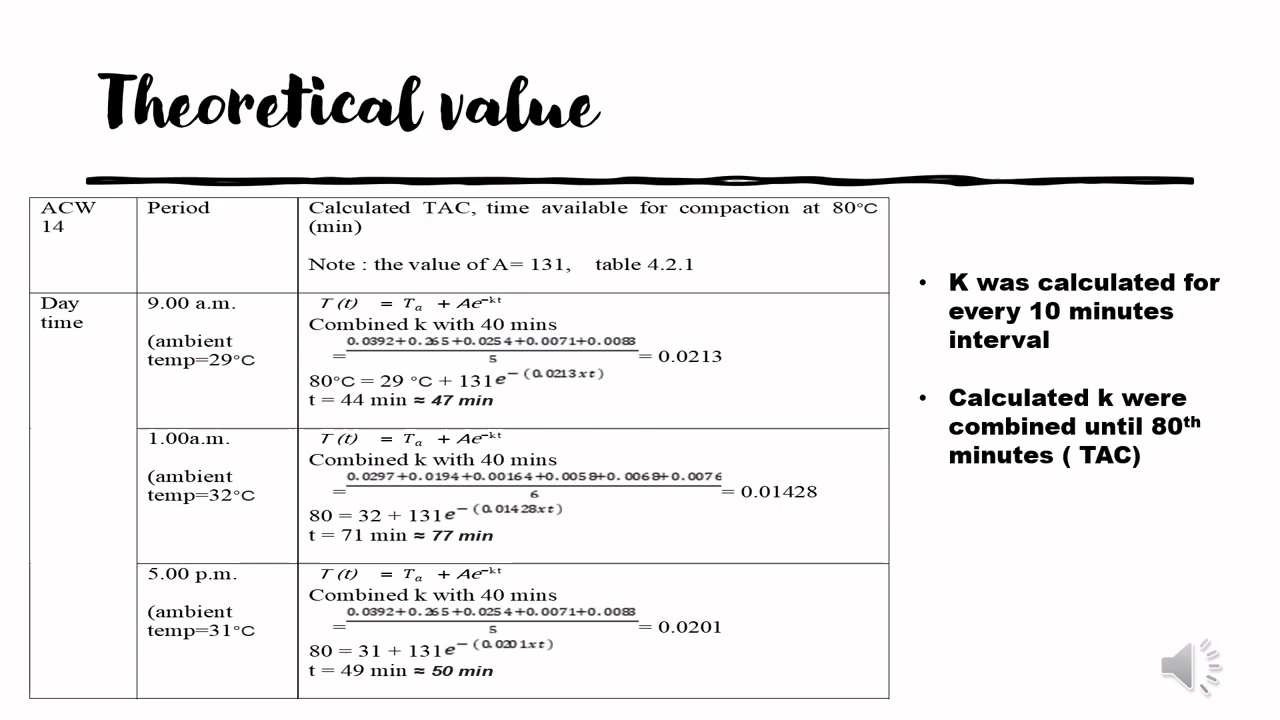 Theoretical value
ACW
14
Period
Calculated TAC, time available for compaction at 80°C
(min)
Note : the value of A= 131, table 4.2.1
Day
time
9.00 a.m.
(ambient
temp=29°C
T (t) = Tₐ + Ae⁻ᵏᵗ
Combined k with 40 mins
= 0.0392+0.265+0.0254+0.0071+0.0083 / 5 = 0.0213
80°C = 29 °C + 131e^−(0.0213xt)
t = 44 min ≈ 47 min
1.00a.m.
(ambient
temp=32°C
T (t) = Tₐ + Ae⁻ᵏᵗ
Combined k with 40 mins
= 0.0297+0.0194+0.00164+0.0058+0.0068+0.0076 / 6 = 0.01428
80 = 32 + 131e^−(0.01428xt)
t = 71 min ≈ 77 min
5.00 p.m.
(ambient
temp=31°C
T (t) = Tₐ + Ae⁻ᵏᵗ
Combined k with 40 mins
= 0.0392+0.265+0.0254+0.0071+0.0083 / 5 = 0.0201
80 = 31 + 131e^−(0.0201xt)
t = 49 min ≈ 50 min
• K was calculated for
every 10 minutes
interval
• Calculated k were
combined until 80th
minutes ( TAC)